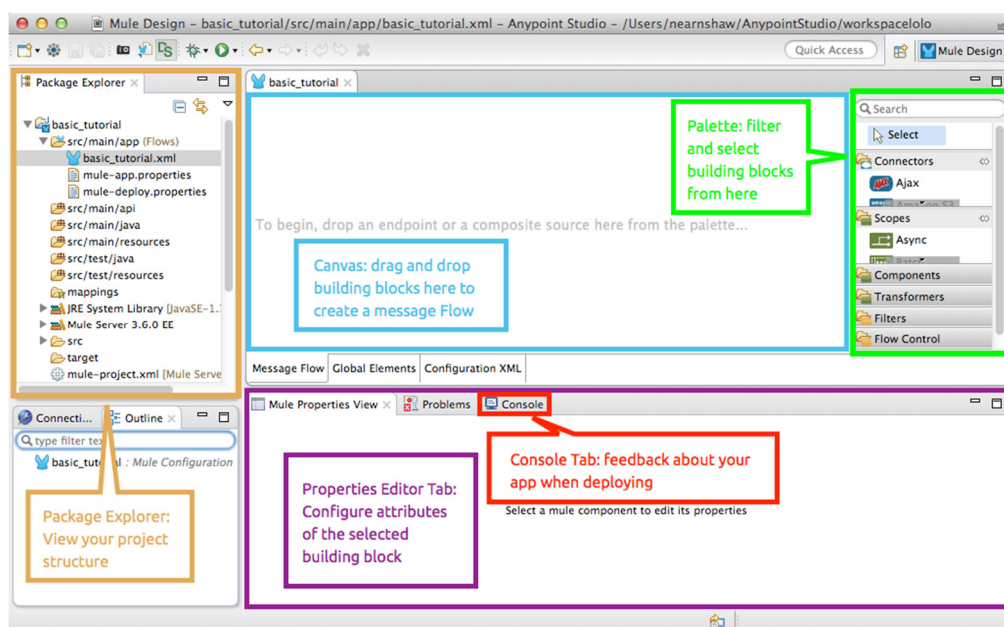 Mule Design – basic_tutorial/src/main/app/basic_tutorial.xml – Anypoint Studio – /Users/nearnshaw/AnypointStudio/workspacelolo
Quick Access
Mule Design
Package Explorer
basic_tutorial
src/main/app (Flows)
basic_tutorial.xml
mule-app.properties
mule-deploy.properties
src/main/api
src/main/java
src/main/resources
src/test/java
src/test/resources
mappings
JRE System Library [JavaSE-1.
Mule Server 3.6.0 EE
src
target
mule-project.xml [Mule Serve
basic_tutorial
To begin, drop an endpoint or a composite source here from the palette...
Canvas: drag and drop
building blocks here to
create a message Flow
Palette: filter
and select
building blocks
from here
Message Flow
Global Elements
Configuration XML
Search
Select
Connectors
Ajax
Amazon S3
Scopes
Async
Batch
Components
Transformers
Filters
Flow Control
Connecti...
Outline
type filter tex
basic_tutorial : Mule Configuration
Package Explorer:
View your project
structure
Mule Properties View
Problems
Console
Console Tab: feedback about your
app when deploying
Select a mule component to edit its properties
Properties Editor Tab:
Configure attributes
of the selected
building block